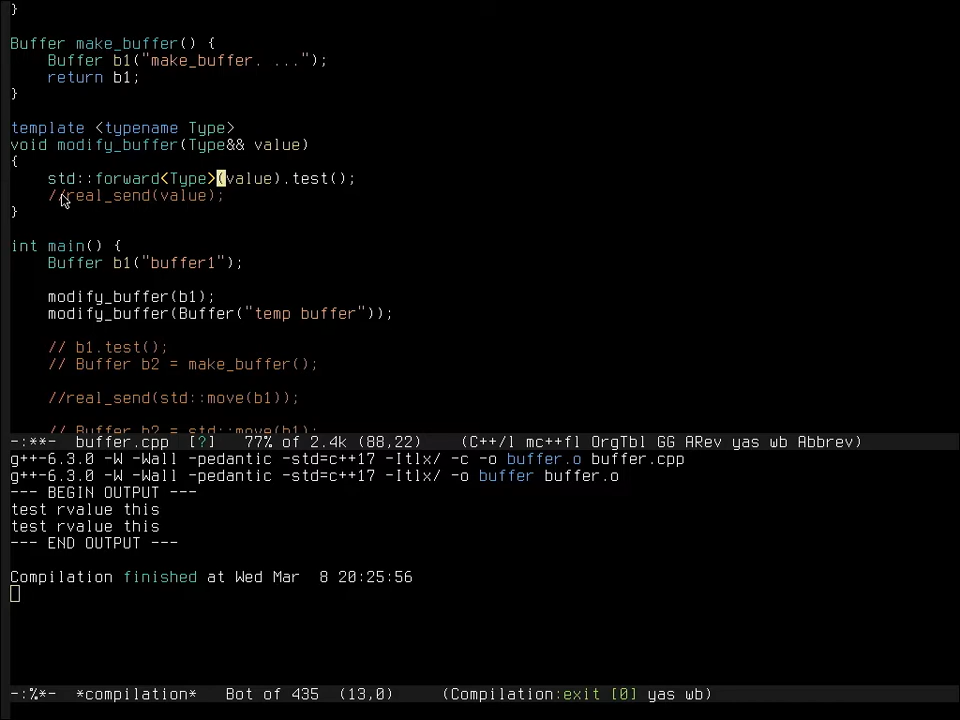 }
Buffer make_buffer() {
    Buffer b1("make_buffer. ...");
    return b1;
}
template <typename Type>
void modify_buffer(Type&& value)
{
    std::forward<Type>(value).test();
    //real_send(value);
}
int main() {
    Buffer b1("buffer1");
    modify_buffer(b1);
    modify_buffer(Buffer("temp buffer"));
    // b1.test();
    // Buffer b2 = make_buffer();
    //real_send(std::move(b1));
    // Buffer b2 = std::move(b1);
-:**-  buffer.cpp  [?]   77% of 2.4k (88,22)    (C++/l mc++fl OrgTbl GG ARev yas wb Abbrev)
g++-6.3.0 -W -Wall -pedantic -std=c++17 -Itlx/ -c -o buffer.o buffer.cpp
g++-6.3.0 -W -Wall -pedantic -std=c++17 -Itlx/ -o buffer buffer.o
--- BEGIN OUTPUT ---
test rvalue this
test rvalue this
--- END OUTPUT ---
Compilation finished at Wed Mar  8 20:25:56
-:%*-  *compilation*   Bot of 435  (13,0)     (Compilation:exit [0] yas wb)